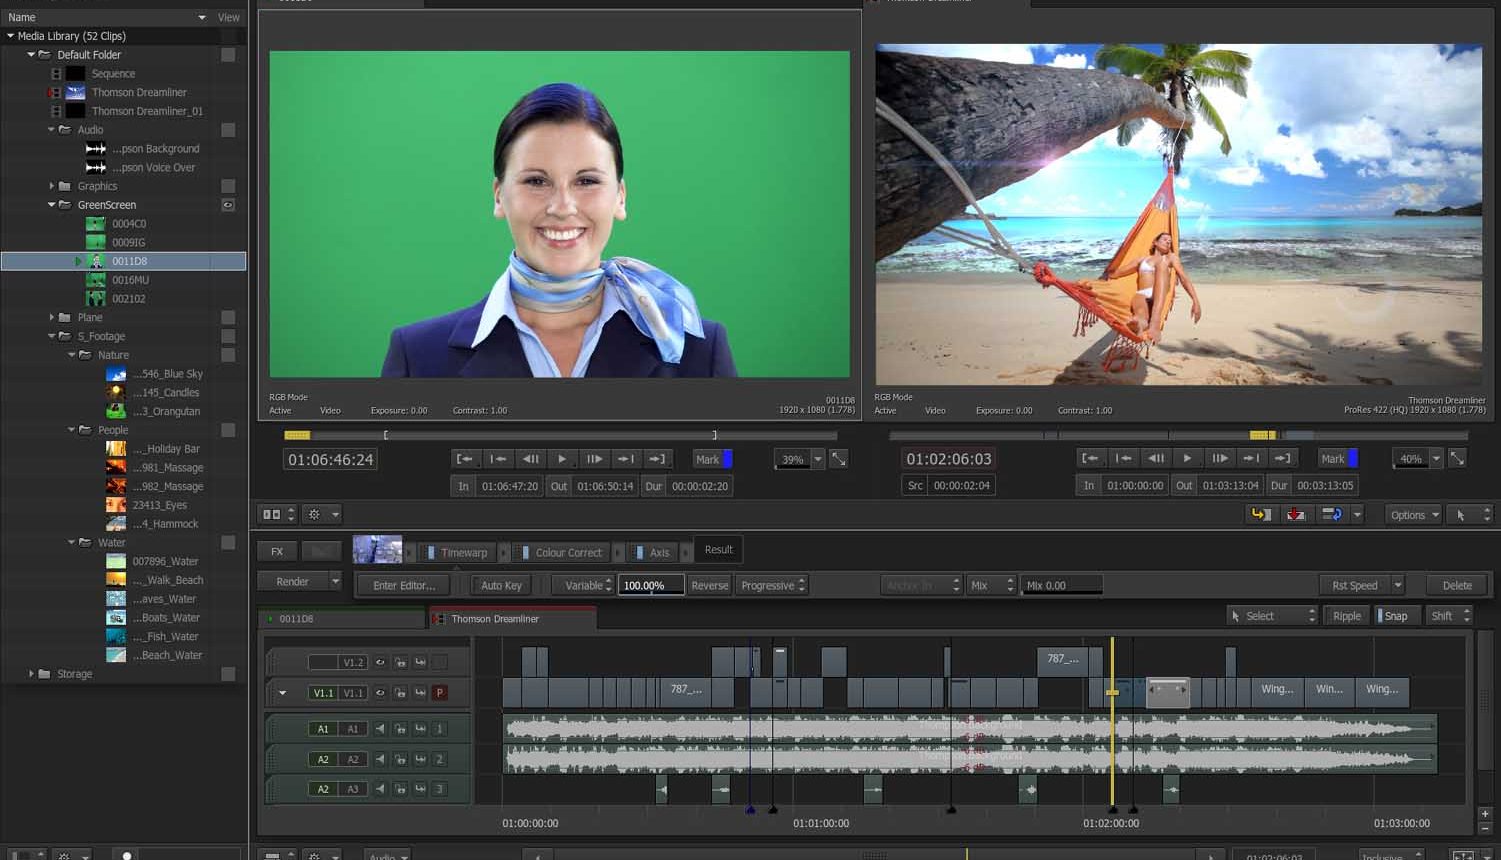 Name
View
Media Library (52 Clips)
Default Folder
Sequence
Thomson Dreamliner
Thomson Dreamliner_01
Audio
...pson Background
...pson Voice Over
Graphics
GreenScreen
0004C0
0009IG
0011D8
0016MU
002102
Plane
S_Footage
Nature
...546_Blue Sky
...145_Candles
...3_Orangutan
People
..._Holiday Bar
...981_Massage
...982_Massage
23413_Eyes
...4_Hammock
Water
007896_Water
..._Walk_Beach
...aves_Water
...Boats_Water
..._Fish_Water
...Beach_Water
Storage
RGB Mode
0011D8
Active Video Exposure: 0.00 Contrast: 1.00 1920 x 1080 (1.778)
RGB Mode
Thomson Dreamliner
Active Video Exposure: 0.00 Contrast: 1.00 ProRes 422 (HQ) 1920 x 1080 (1.778)
01:06:46:24 Mark 39%
In 01:06:47:20 Out 01:06:50:14 Dur 00:00:02:20
01:02:06:03 Mark 40%
Src 00:00:02:04 In 01:00:00:00 Out 01:03:13:04 Dur 00:03:13:05
Options
FX Timewarp Colour Correct Axis Result
Render Enter Editor... Auto Key Variable 100.00% Reverse Progressive Mix Mix 0.00 Rst Speed Delete
0011D8 Thomson Dreamliner Select Ripple Snap Shift
V1.2 787_...
V1.1 V1.1 P 787_... Wing... Win... Wing...
A1 A1 1
A2 A2 2
A2 A3 3
01:00:00:00 01:01:00:00 01:02:00:00 01:03:00:00
Audio 01:02:06:03 Inclusive